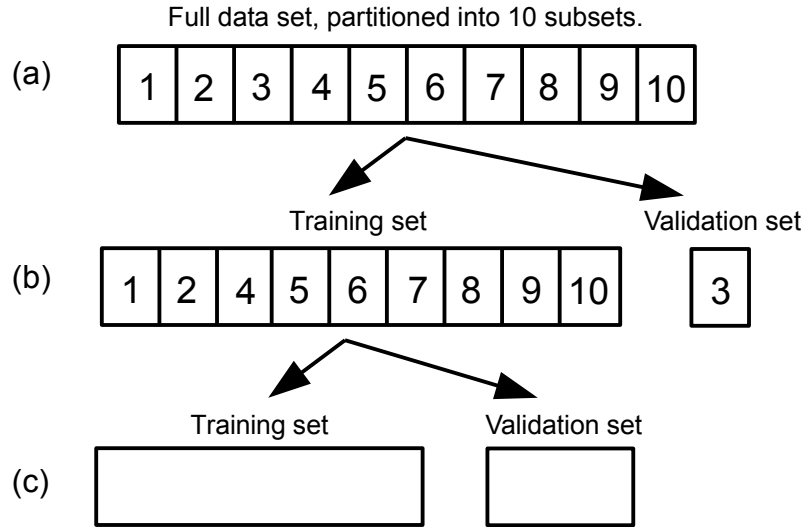 Full data set, partitioned into 10 subsets.
(a)
1 2 3 4 5 6 7 8 9 10
Training set
Validation set
(b)
1 2 4 5 6 7 8 9 10
3
Training set
Validation set
(c)